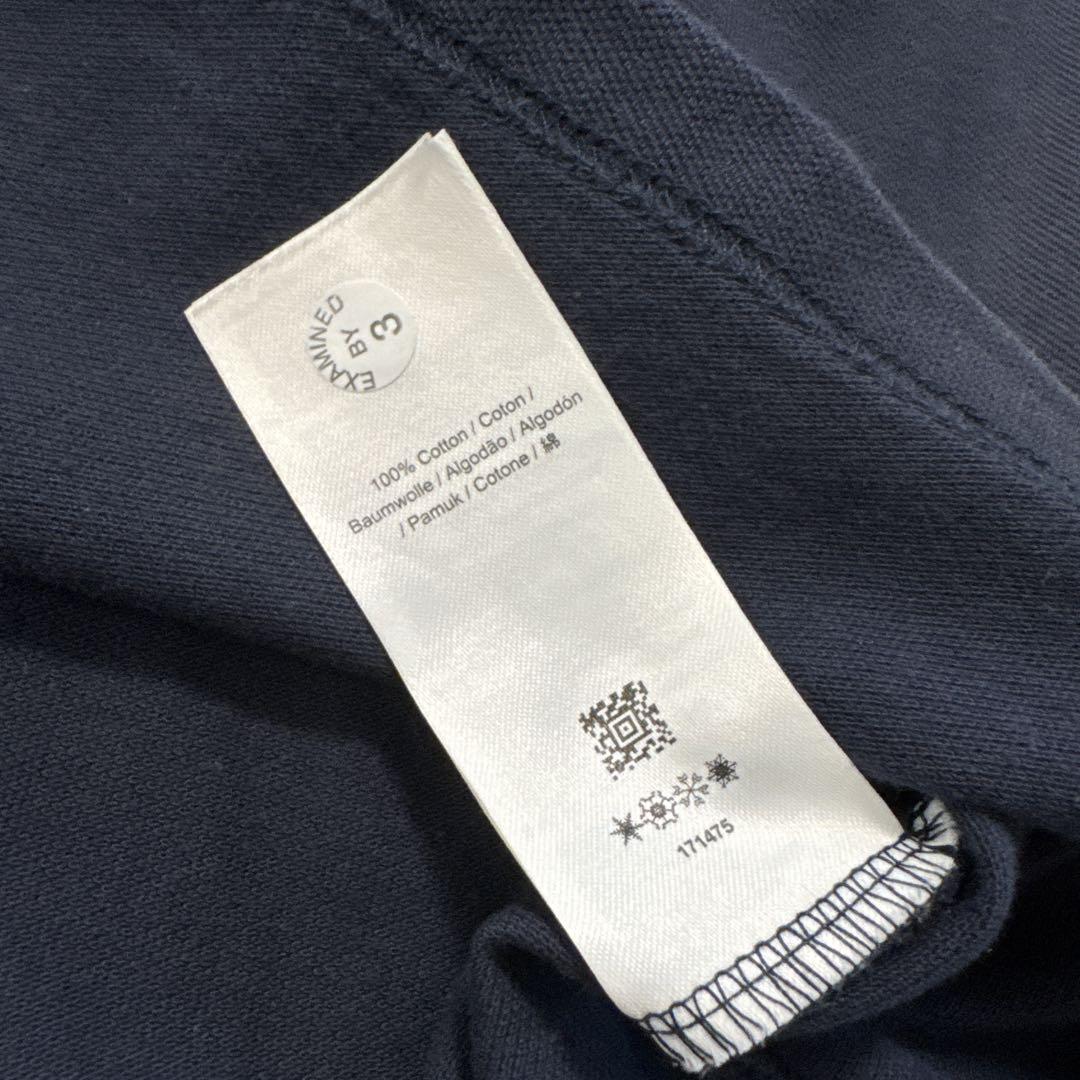 EXAMINED
BY
3
100% Cotton / Coton /
Baumwolle / Algodão / Algodón
/ Pamuk / Cotone / 綿
171475